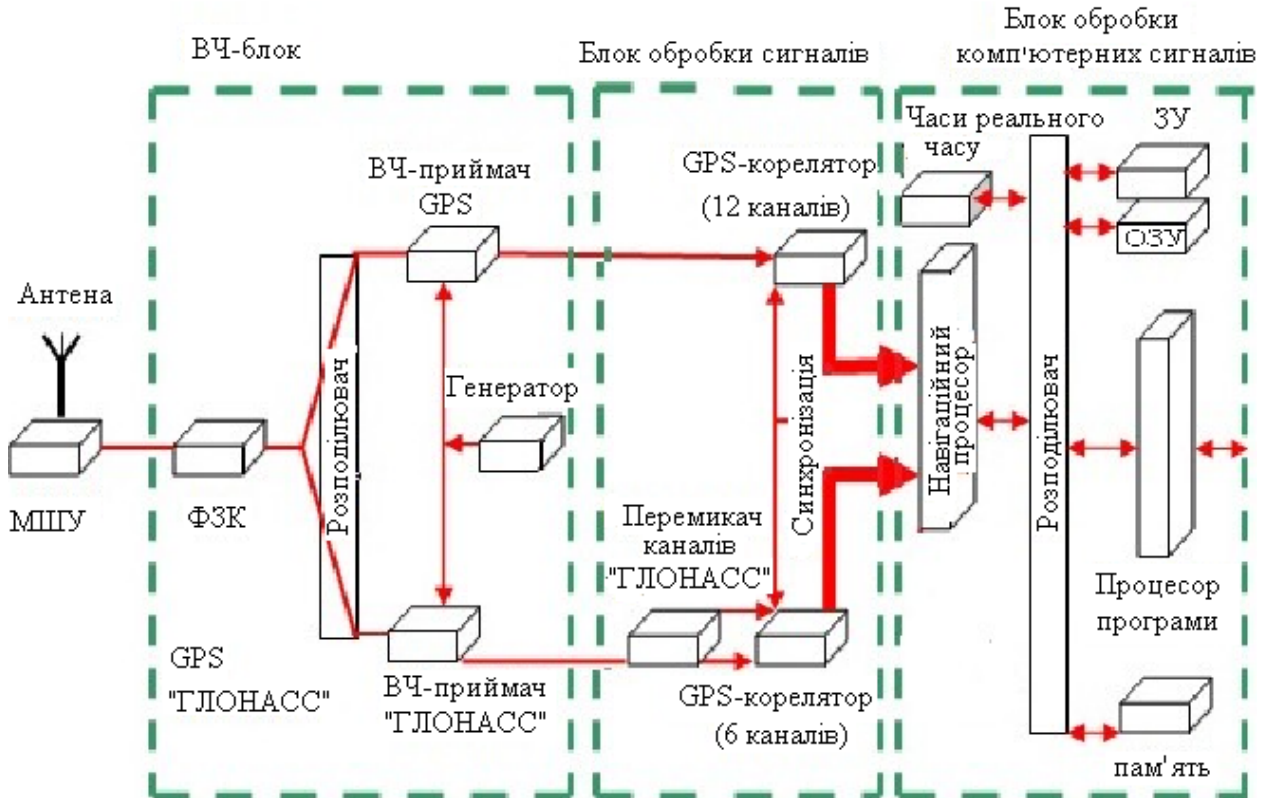 ВЧ-блок
Блок обробки сигналів
Блок обробки
комп'ютерних сигналів
Антена
МШУ
ФЗК
Розподілювач
ВЧ-приймач
GPS
Генератор
ВЧ-приймач
"ГЛОНАСС"
GPS
"ГЛОНАСС"
GPS-корелятор
(12 каналів)
Синхронізація
Перемикач
каналів
"ГЛОНАСС"
GPS-корелятор
(6 каналів)
Часи реального
часу
Навігаційний
процесор
Розподілювач
ЗУ
ОЗУ
Процесор
програми
пам'ять